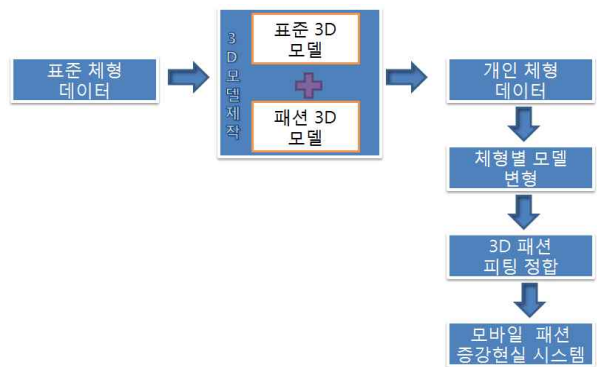 표준 체형
데이터
3D모델제작
표준 3D
모델
패션 3D
모델
개인 체형
데이터
체형별 모델
변형
3D 패션
피팅 정합
모바일 패션
증강현실 시스템